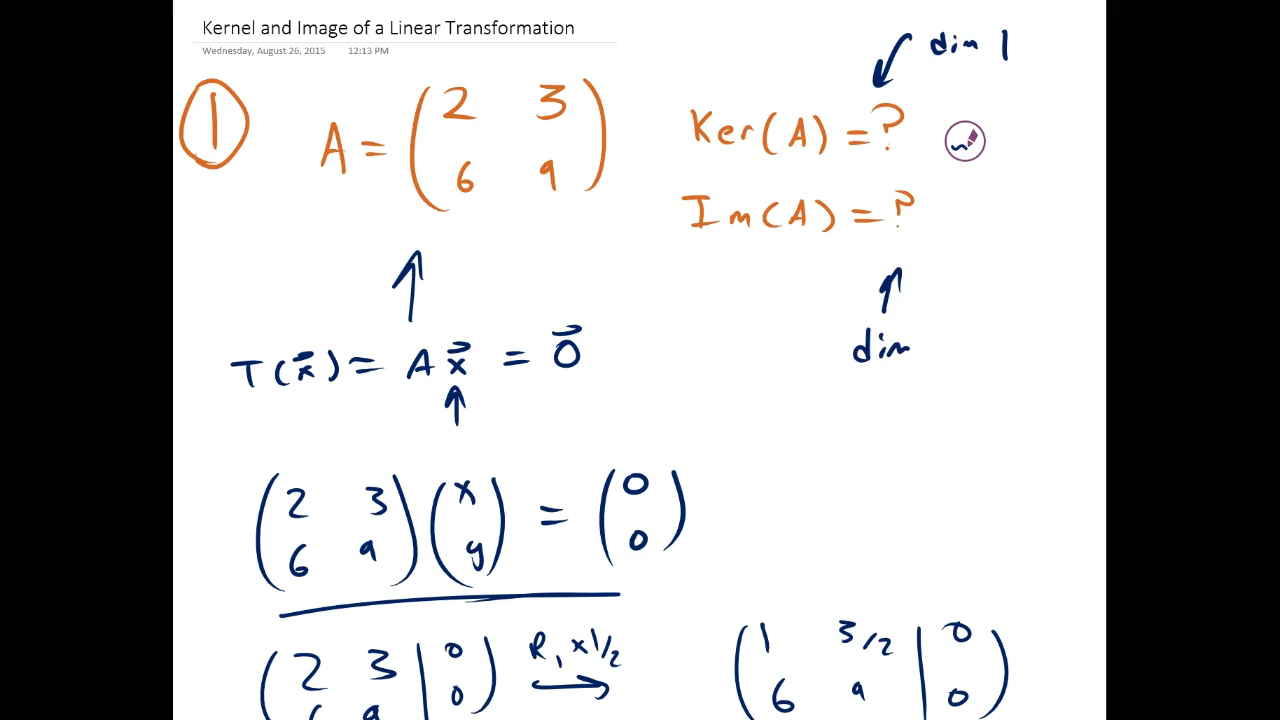 Kernel and Image of a Linear Transformation
Wednesday, August 26, 2015 12:13 PM
dim 1
① A = ( 2 3 ; 6 9 )
Ker(A) = ?
Im(A) = ?
dim
T(x⃗) = A x⃗ = 0⃗
( 2 3 ; 6 9 ) ( x ; y ) = ( 0 ; 0 )
( 2 3 | 0 ; 6 9 | 0 ) R₁ x 1/2 → ( 1 3/2 | 0 ; 6 9 | 0 )